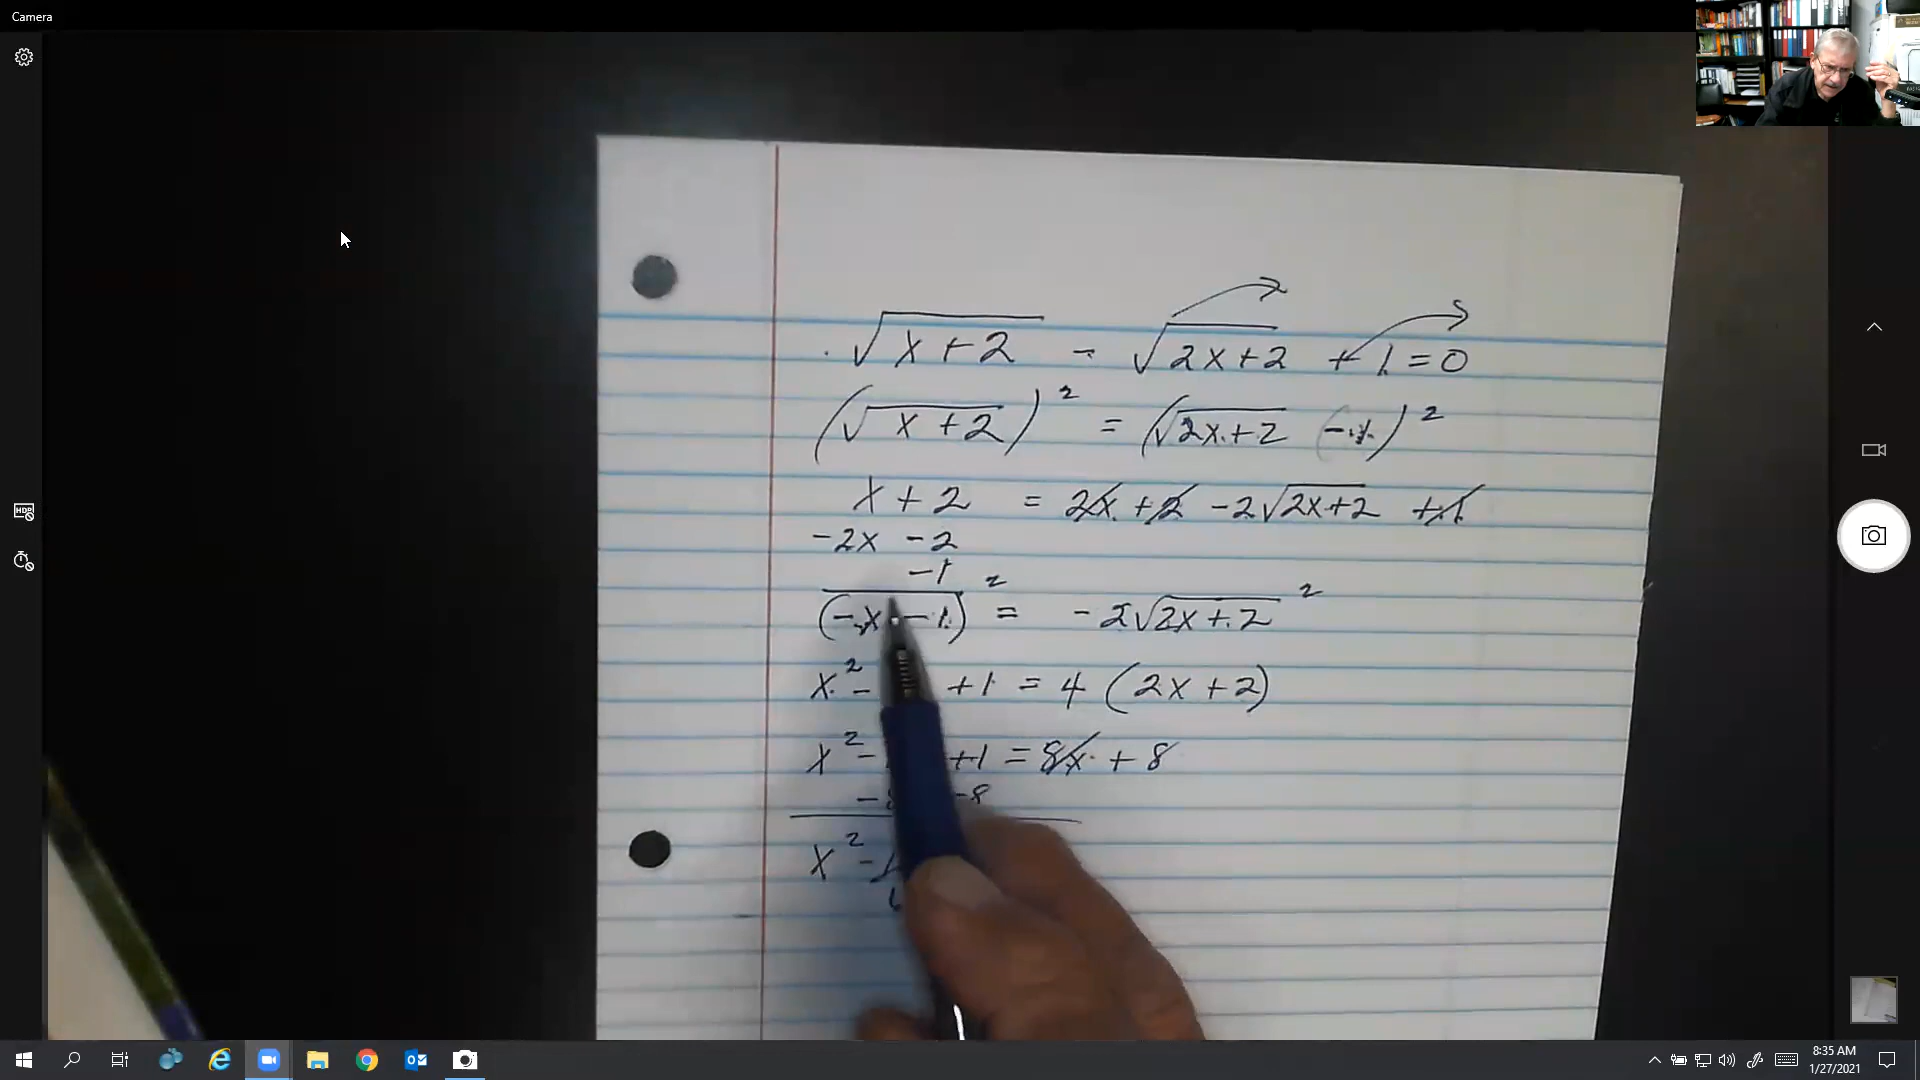 Camera
√x+2 - √2x+2 + 1 = 0
(√x+2)² = (√2x+2 - 1)²
x + 2 = 2x + 2 - 2√2x+2 + 1
-2x - 2
-1
(-x - 1)² = -2√2x+2 ²
x² - +1 = 4 (2x + 2)
x² - +1 = 8x + 8
- -8
x² -
8:35 AM
1/27/2021